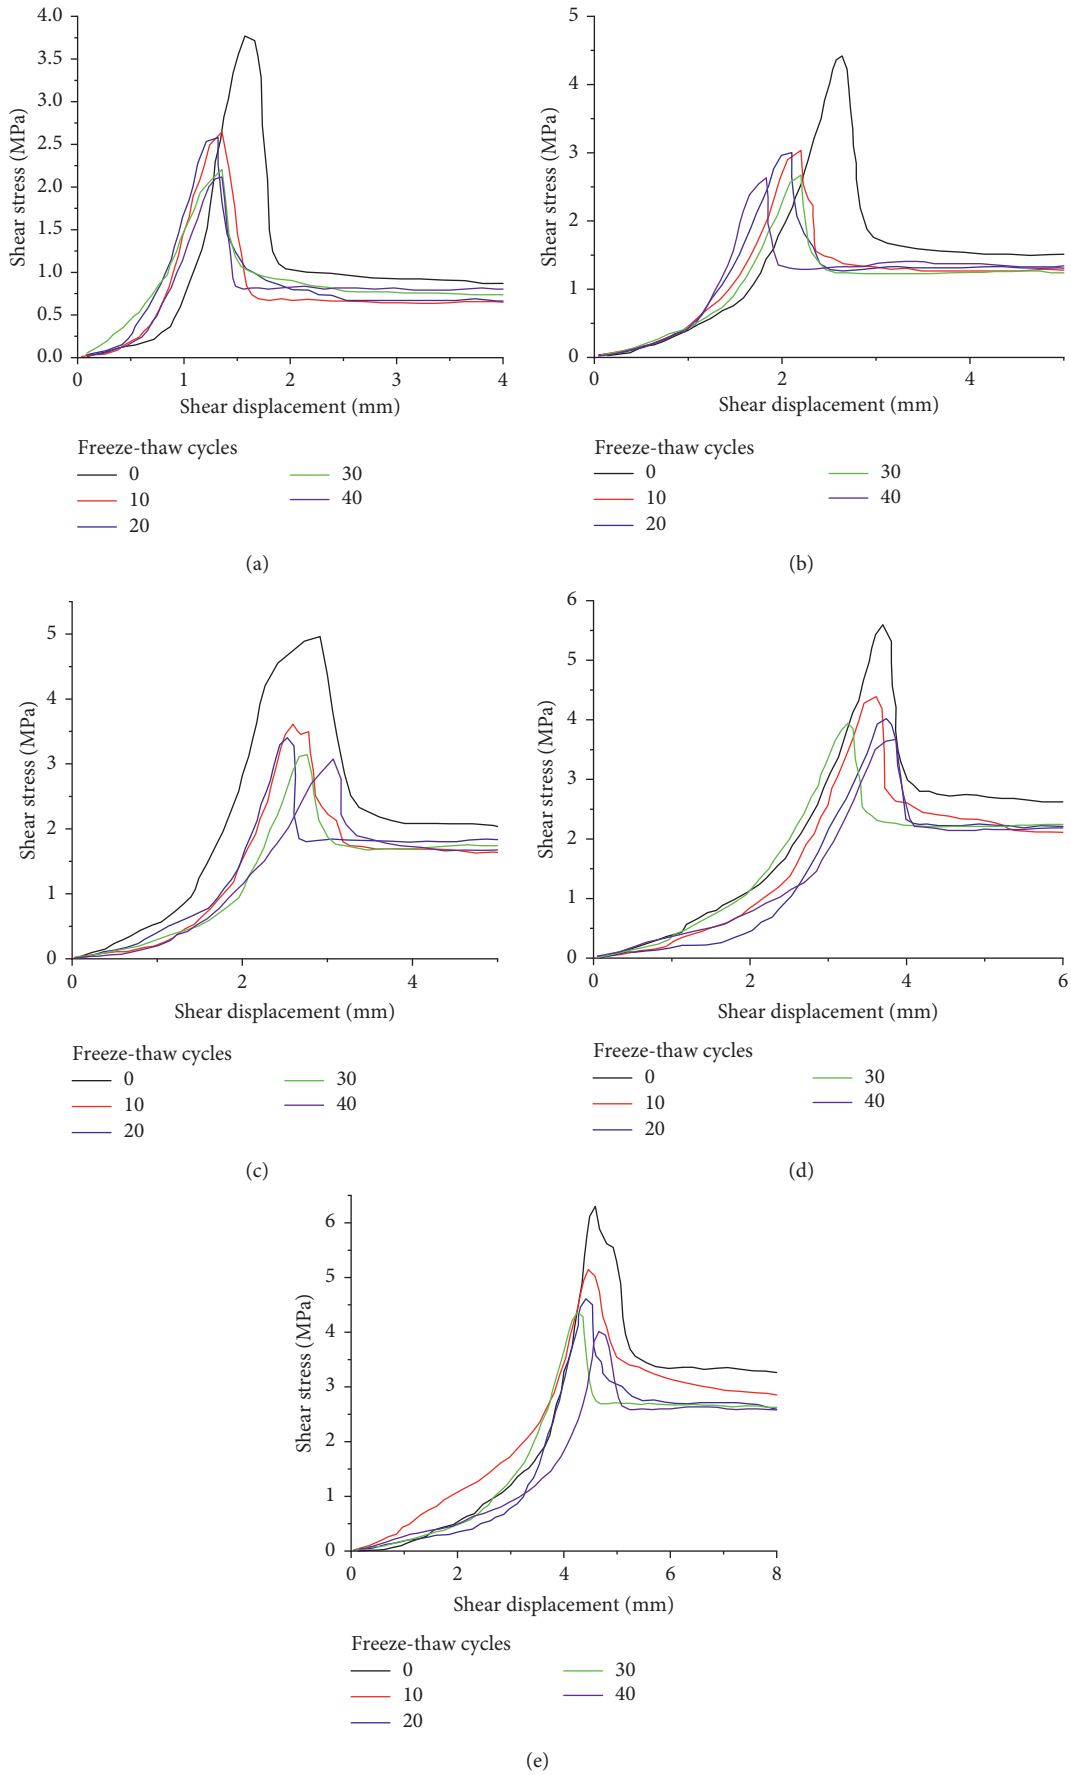 4.0
3.5
3.0
2.5
2.0
1.5
1.0
0.5
0.0
Shear stress (MPa)
0 1 2 3 4
Shear displacement (mm)
Freeze-thaw cycles
0 30
10 40
20
(a)
5
4
3
2
1
0
Shear stress (MPa)
0 2 4
Shear displacement (mm)
Freeze-thaw cycles
0 30
10 40
20
(b)
5
4
3
2
1
0
Shear stress (MPa)
0 2 4
Shear displacement (mm)
Freeze-thaw cycles
0 30
10 40
20
(c)
6
5
4
3
2
1
0
Shear stress (MPa)
0 2 4 6
Shear displacement (mm)
Freeze-thaw cycles
0 30
10 40
20
(d)
6
5
4
3
2
1
0
Shear stress (MPa)
0 2 4 6 8
Shear displacement (mm)
Freeze-thaw cycles
0 30
10 40
20
(e)